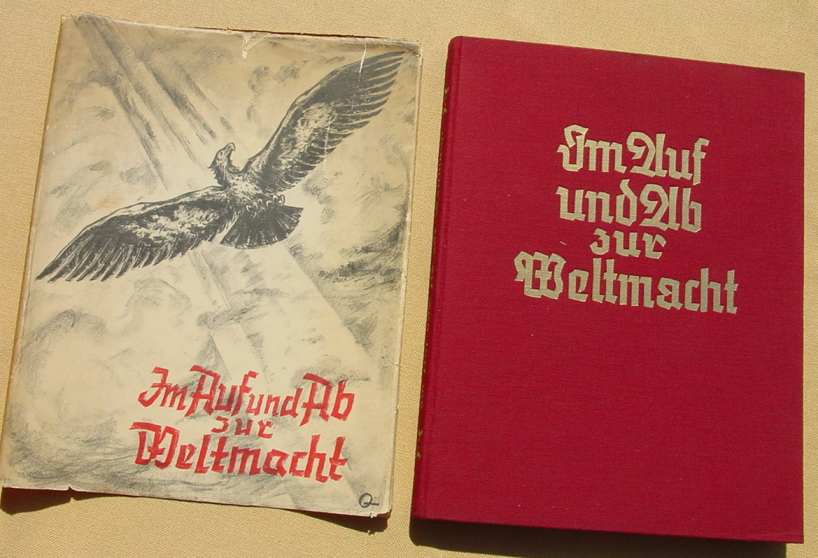 Im Auf und Ab
zur
Weltmacht
Im Auf
und Ab
zur
Weltmacht